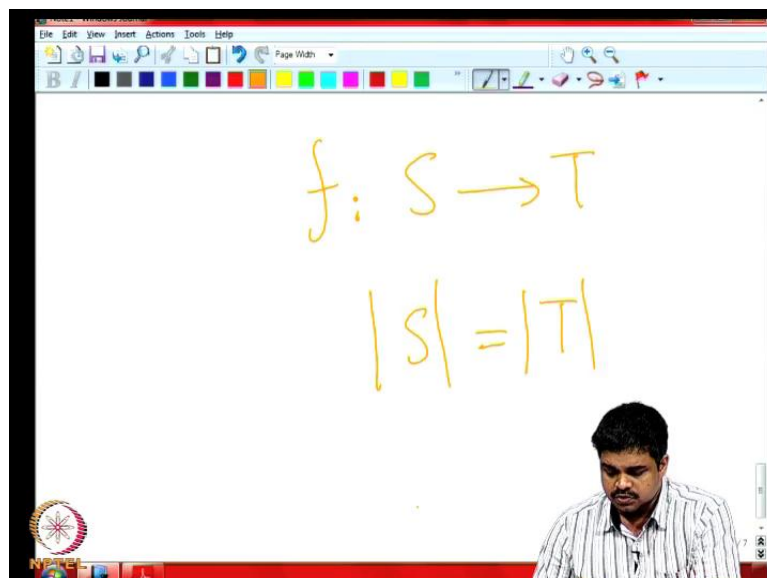 File Edit View Insert Actions Tools Help
Page Width
B I
f: S → T
|S| = |T|
NPTEL